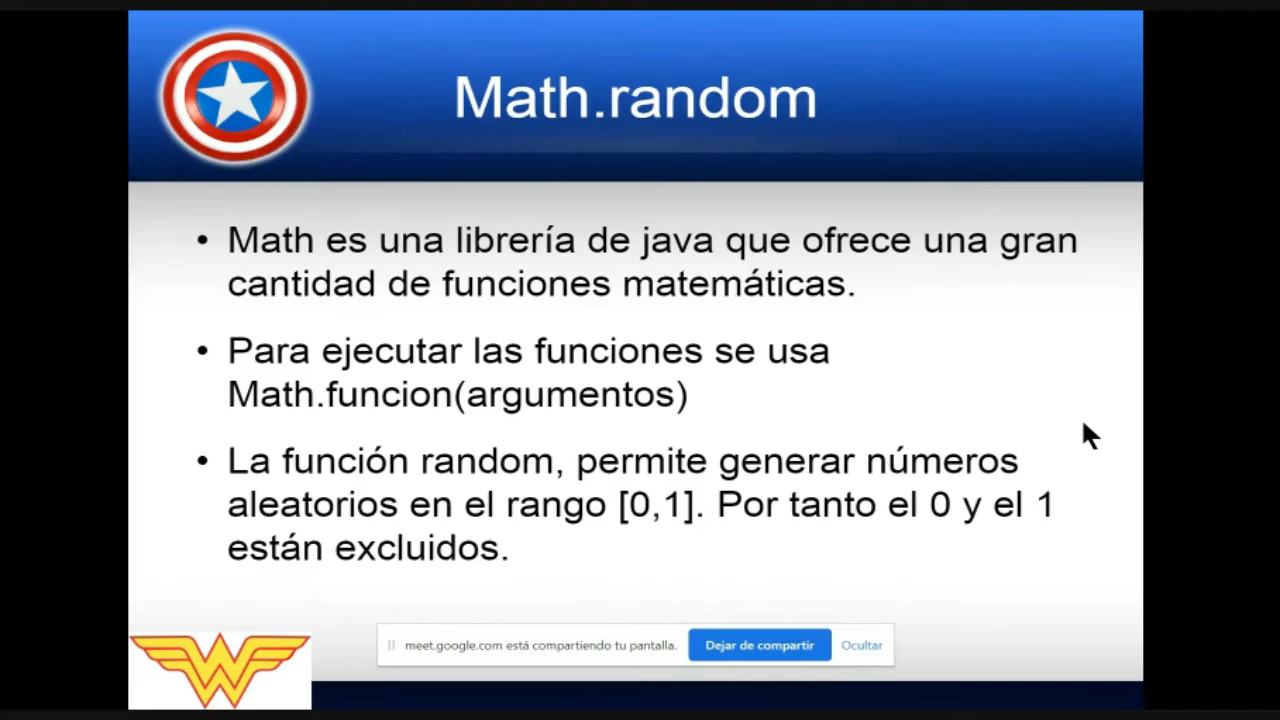 Math.random
• Math es una librería de java que ofrece una gran
cantidad de funciones matemáticas.
• Para ejecutar las funciones se usa
Math.funcion(argumentos)
• La función random, permite generar números
aleatorios en el rango [0,1]. Por tanto el 0 y el 1
están excluidos.
meet.google.com está compartiendo tu pantalla. Dejar de compartir Ocultar